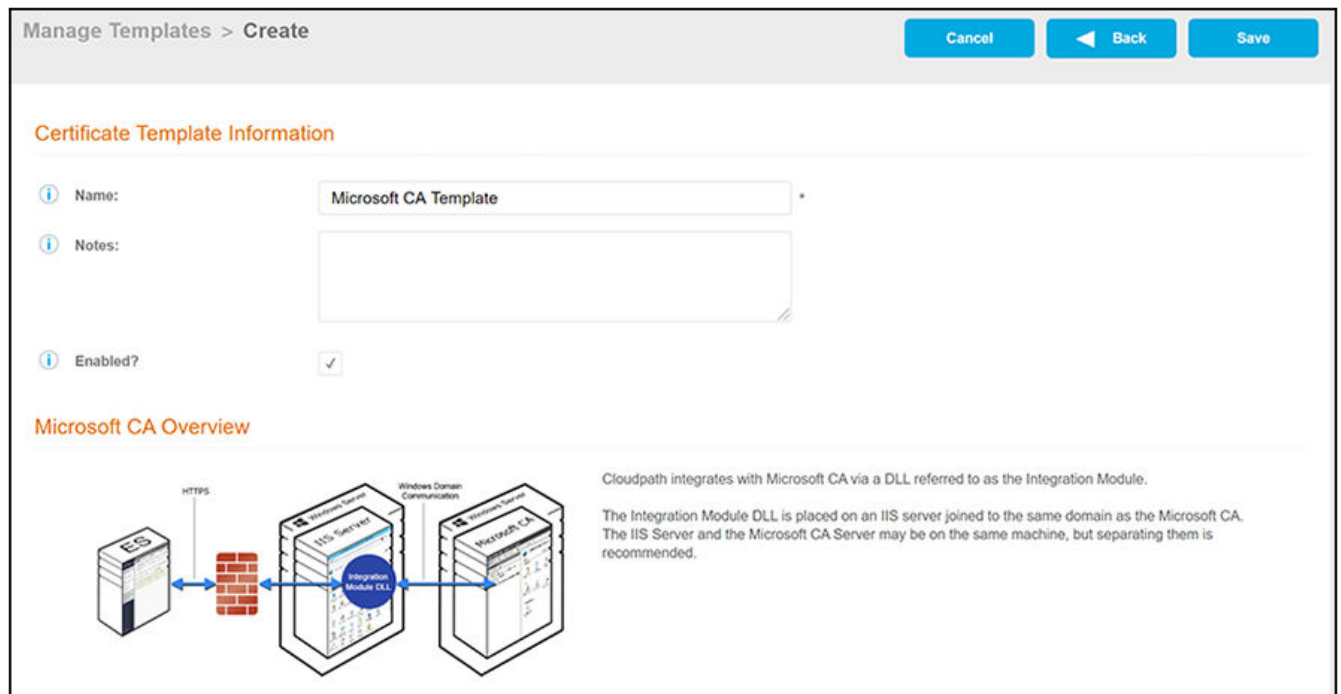 Manage Templates > Create
Cancel
Back
Save
Certificate Template Information
Name:
Microsoft CA Template
*
Notes:
Enabled?
Microsoft CA Overview
HTTPS
Windows Domain
Communication
Windows Server
Windows Server
ES
IIS Server
Microsoft CA
Integration
Module DLL
Cloudpath integrates with Microsoft CA via a DLL referred to as the Integration Module.
The Integration Module DLL is placed on an IIS server joined to the same domain as the Microsoft CA.
The IIS Server and the Microsoft CA Server may be on the same machine, but separating them is
recommended.